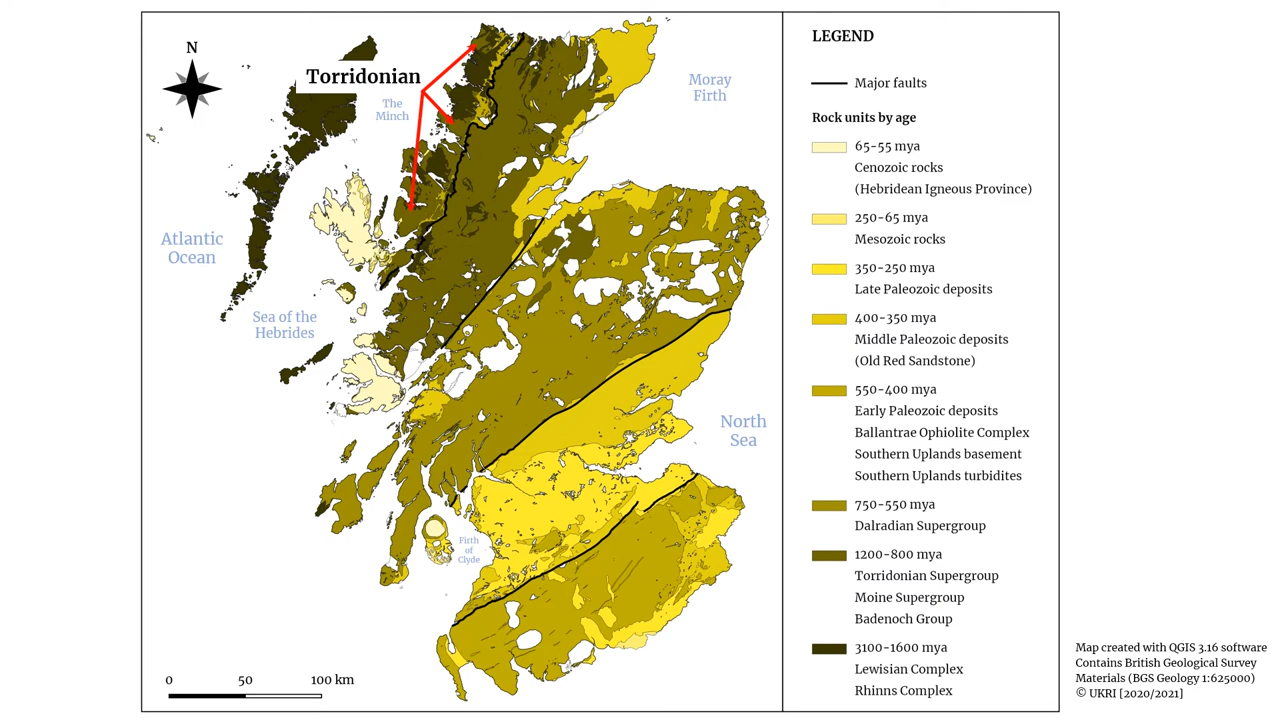 N
Torridonian
The
Minch
Moray
Firth
Atlantic
Ocean
Sea of the
Hebrides
North
Sea
Firth
of
Clyde
0 50 100 km
LEGEND
Major faults
Rock units by age
65-55 mya
Cenozoic rocks
(Hebridean Igneous Province)
250-65 mya
Mesozoic rocks
350-250 mya
Late Paleozoic deposits
400-350 mya
Middle Paleozoic deposits
(Old Red Sandstone)
550-400 mya
Early Paleozoic deposits
Ballantrae Ophiolite Complex
Southern Uplands basement
Southern Uplands turbidites
750-550 mya
Dalradian Supergroup
1200-800 mya
Torridonian Supergroup
Moine Supergroup
Badenoch Group
3100-1600 mya
Lewisian Complex
Rhinns Complex
Map created with QGIS 3.16 software
Contains British Geological Survey
Materials (BGS Geology 1:625000)
© UKRI [2020/2021]